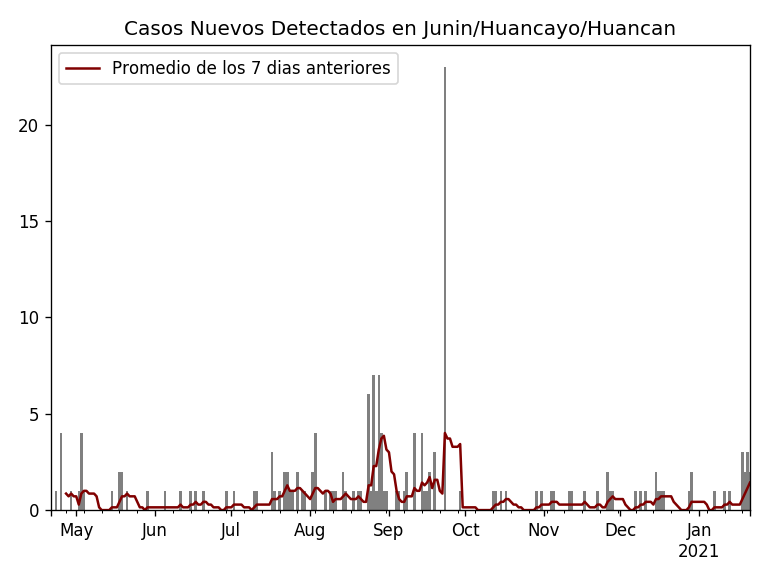 Casos Nuevos Detectados en Junin/Huancayo/Huancan
Promedio de los 7 dias anteriores
20
15
10
5
0
May Jun Jul Aug Sep Oct Nov Dec Jan
2021